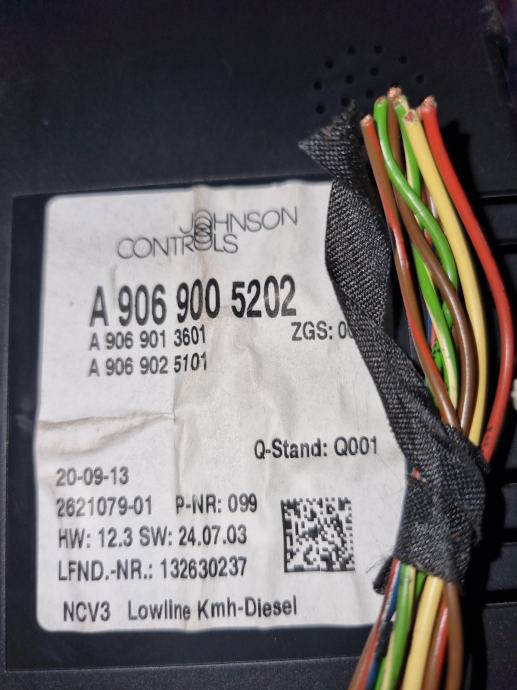 JOHNSON
CONTROLS
A 906 900 5202
A 906 901 3601 ZGS:
A 906 902 5101
Q-Stand: Q001
20-09-13
2621079-01 P-NR: 099
HW: 12.3 SW: 24.07.03
LFND.-NR.: 132630237
NCV3 Lowline Kmh-Diesel